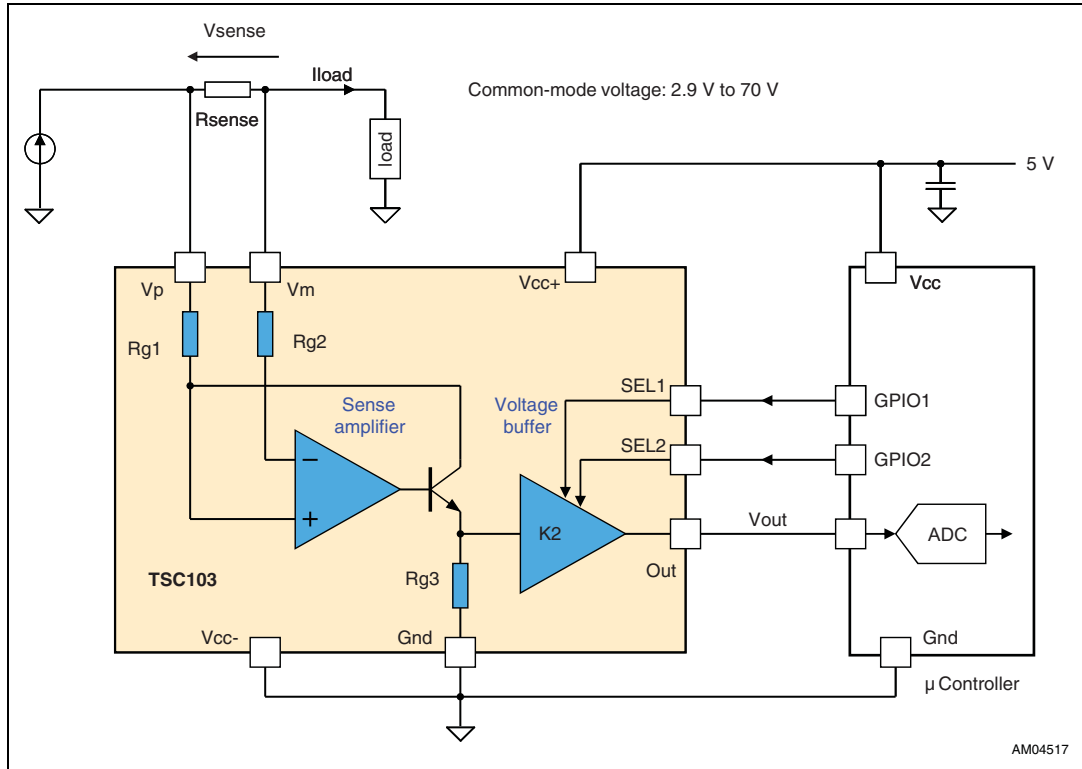 Vsense
Iload
Common-mode voltage: 2.9 V to 70 V
Rsense
load
5 V
Vp
Vm
Vcc+
Vcc
Rg1
Rg2
SEL1
GPIO1
Sense
amplifier
Voltage
buffer
SEL2
GPIO2
−
+
K2
Vout
ADC
Out
TSC103
Rg3
Vcc-
Gnd
Gnd
µ Controller
AM04517